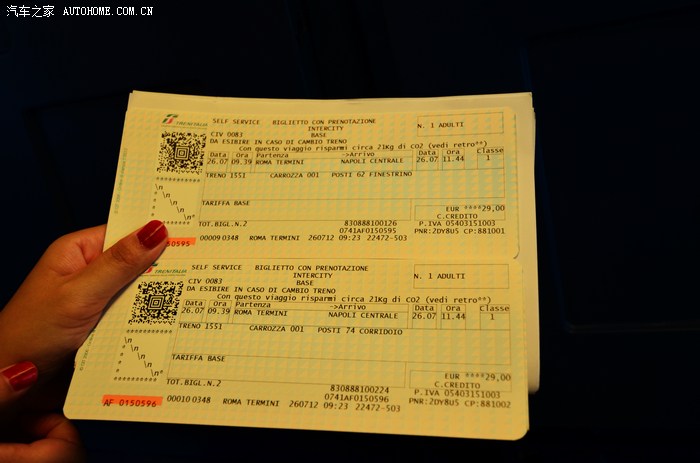 汽车之家 AUTOHOME.COM.CN
TRENITALIA
SELF SERVICE BIGLIETTO CON PRENOTAZIONE
INTERCITY
N. 1 ADULTI
CIV 0083 BASE
DA ESIBIRE IN CASO DI CAMBIO TRENO
Con questo viaggio risparmi circa 21Kg di CO2 (vedi retro**)
Data Ora Partenza ->Arrivo Data Ora Classe
26.07 09.39 ROMA TERMINI NAPOLI CENTRALE 26.07 11.44 1
TRENO 1551 CARROZZA 001 POSTI 62 FINESTRINO
\n
\n
\n
\n*
*******
TARIFFA BASE
EUR ****29,00
C.CREDITO
TOT.BIGL.N.2 830888100126 P.IVA 05403151003
0741AF0150595 PNR:2DY8U5 CP:881001
0150595 00009 0348 ROMA TERMINI 260712 09:23 22472-503
TRENITALIA
SELF SERVICE BIGLIETTO CON PRENOTAZIONE
INTERCITY
N. 1 ADULTI
CIV 0083 BASE
DA ESIBIRE IN CASO DI CAMBIO TRENO
Con questo viaggio risparmi circa 21Kg di CO2 (vedi retro**)
Data Ora Partenza ->Arrivo Data Ora Classe
26.07 09.39 ROMA TERMINI NAPOLI CENTRALE 26.07 11.44 1
TRENO 1551 CARROZZA 001 POSTI 74 CORRIDOIO
\n
\n
\n
\n*
TARIFFA BASE
EUR ****29,00
C.CREDITO
TOT.BIGL.N.2 830888100224 P.IVA 05403151003
0741AF0150596 PNR:2DY8U5 CP:881002
AF 0150596 00010 0348 ROMA TERMINI 260712 09:23 22472-503